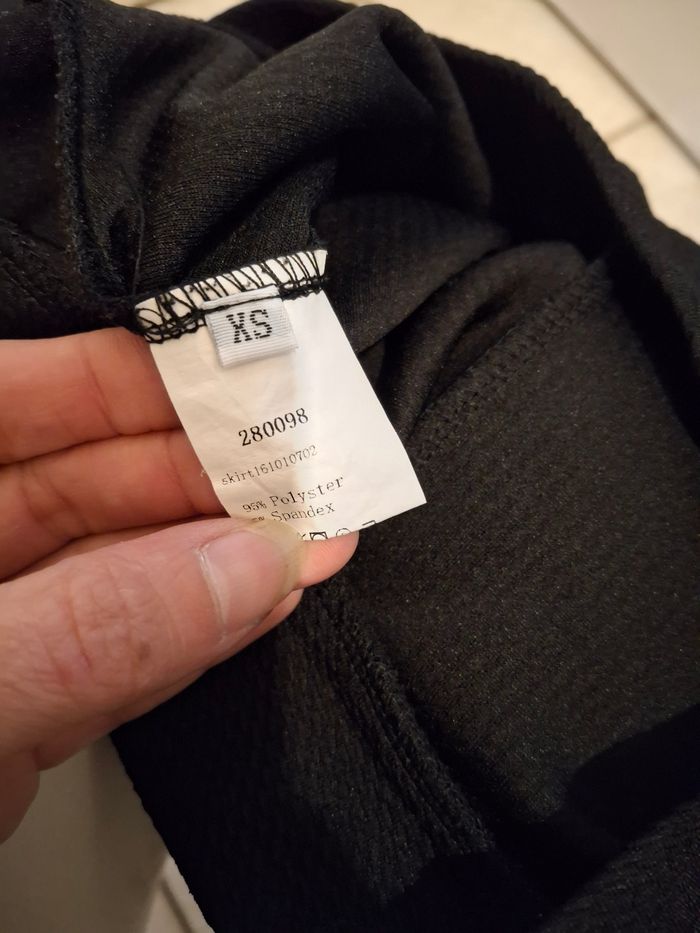 XS
280098
skirt161010702
95% Polyster
Spandex